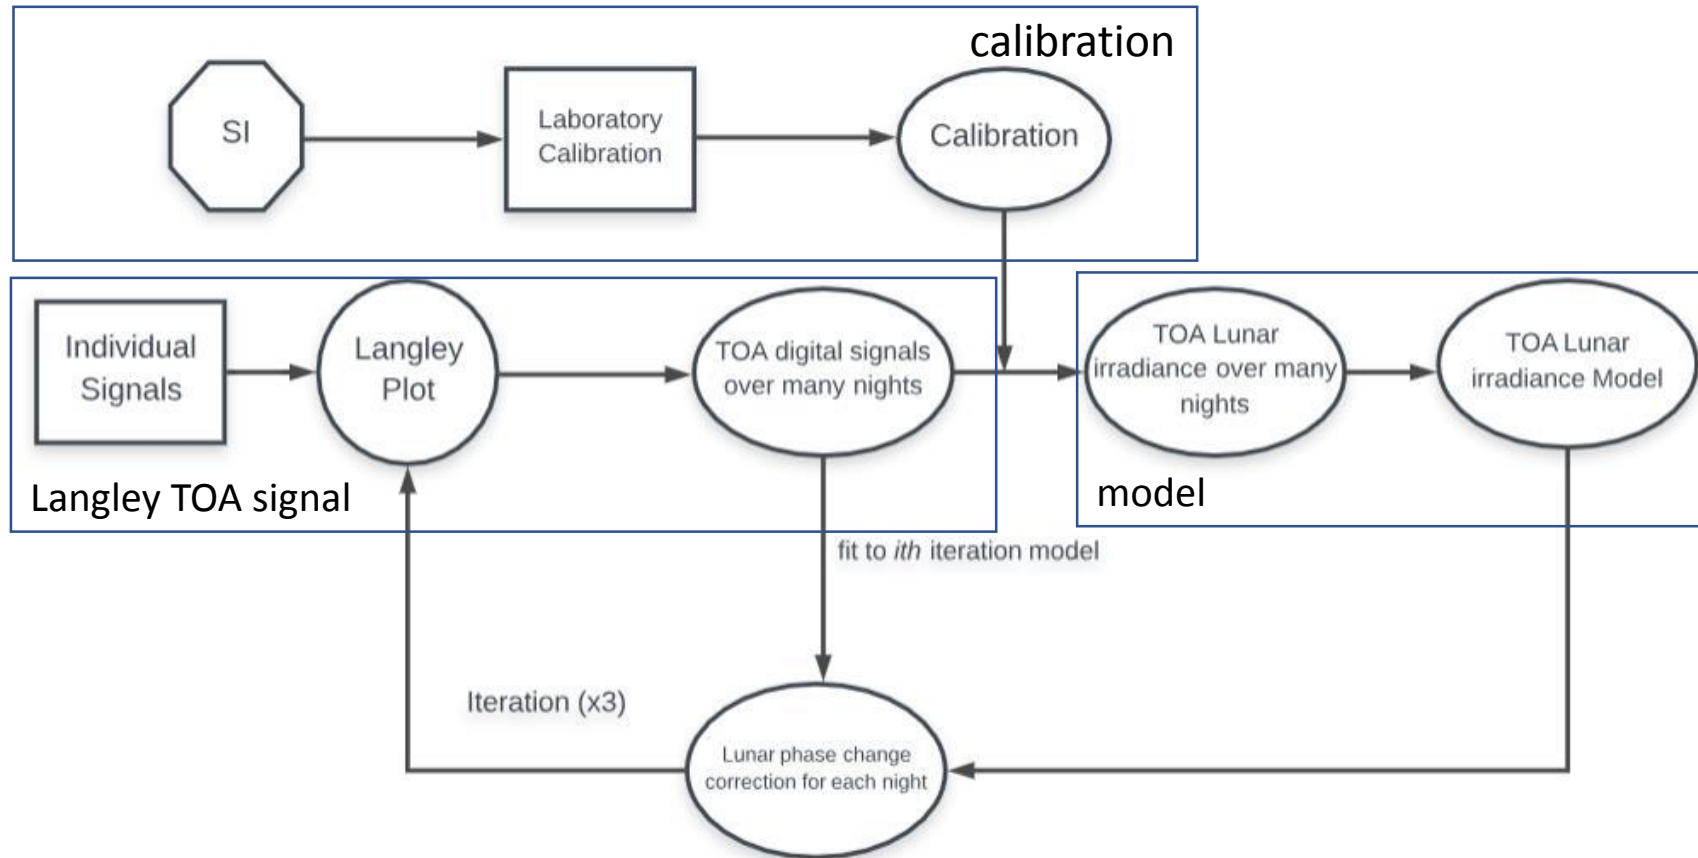 calibration
SI
Laboratory
Calibration
Calibration
Individual
Signals
Langley
Plot
TOA digital signals
over many nights
TOA Lunar
irradiance over many
nights
TOA Lunar
irradiance Model
Langley TOA signal
model
fit to ith iteration model
Iteration (x3)
Lunar phase change
correction for each night